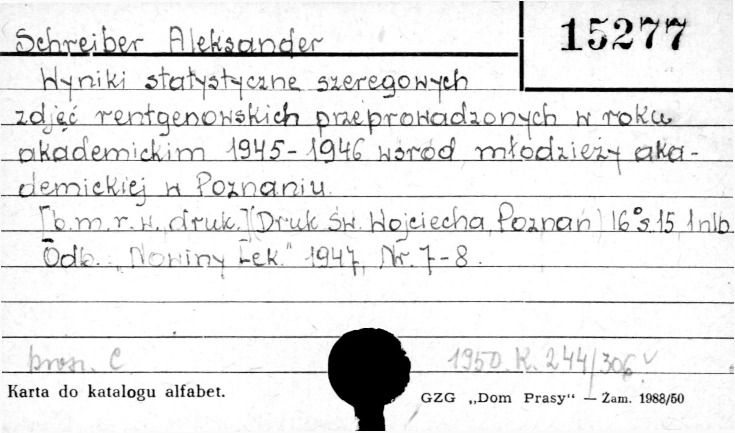 Schreiber Aleksander
15277
Wyniki statystyczne szeregowych
zdjęć rentgenowskich przeprowadzonych w roku
akademickim 1945-1946 wśród młodzieży aka-
demickiej w Poznaniu.
[b.m.r.w. druk.](Druk Św. Wojciecha, Poznań) 16° s. 15, 1 nlb
Odb. „Nowiny Lek." 1947, Nr. 7-8.
1950. K. 244/306
Karta do katalogu alfabet.
GZG „Dom Prasy“ — Zam. 1988/50